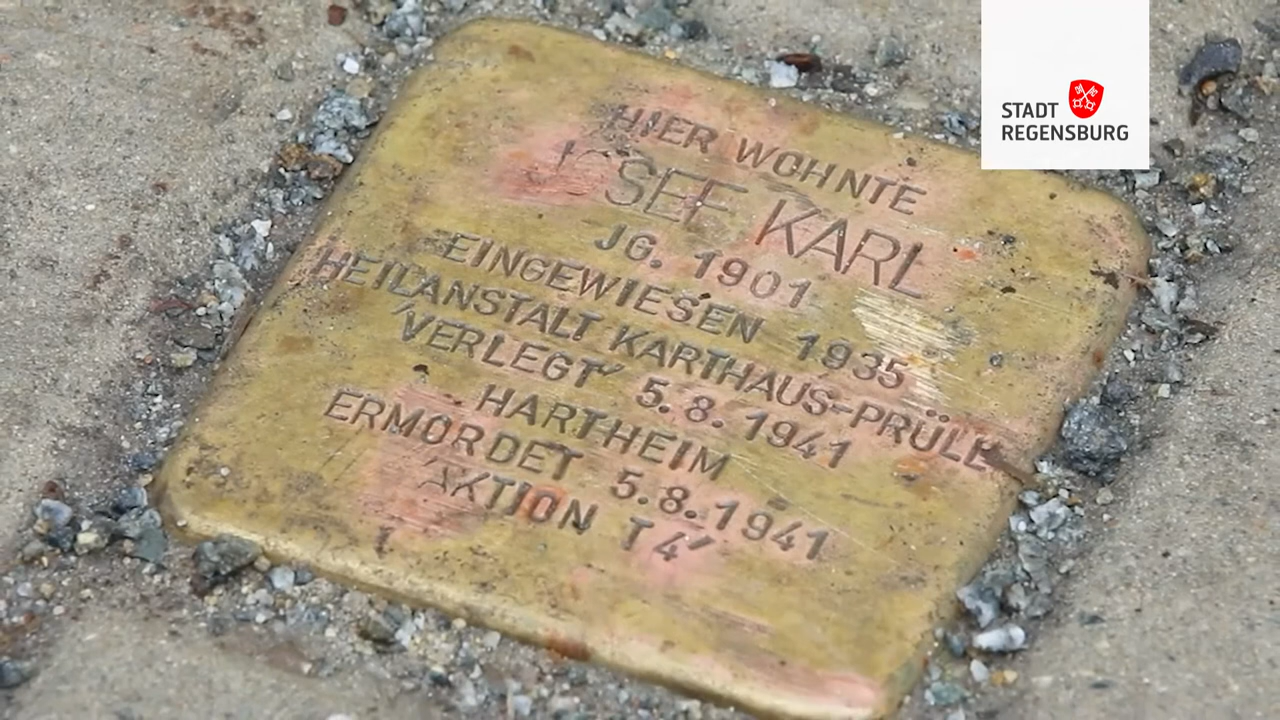 HIER WOHNTE
JOSEF KARL
JG. 1901
EINGEWIESEN 1935
HEILANSTALT KARTHAUS-PRÜLL
'VERLEGT' 5.8.1941
HARTHEIM
ERMORDET 5.8.1941
'AKTION T4'
STADT
REGENSBURG